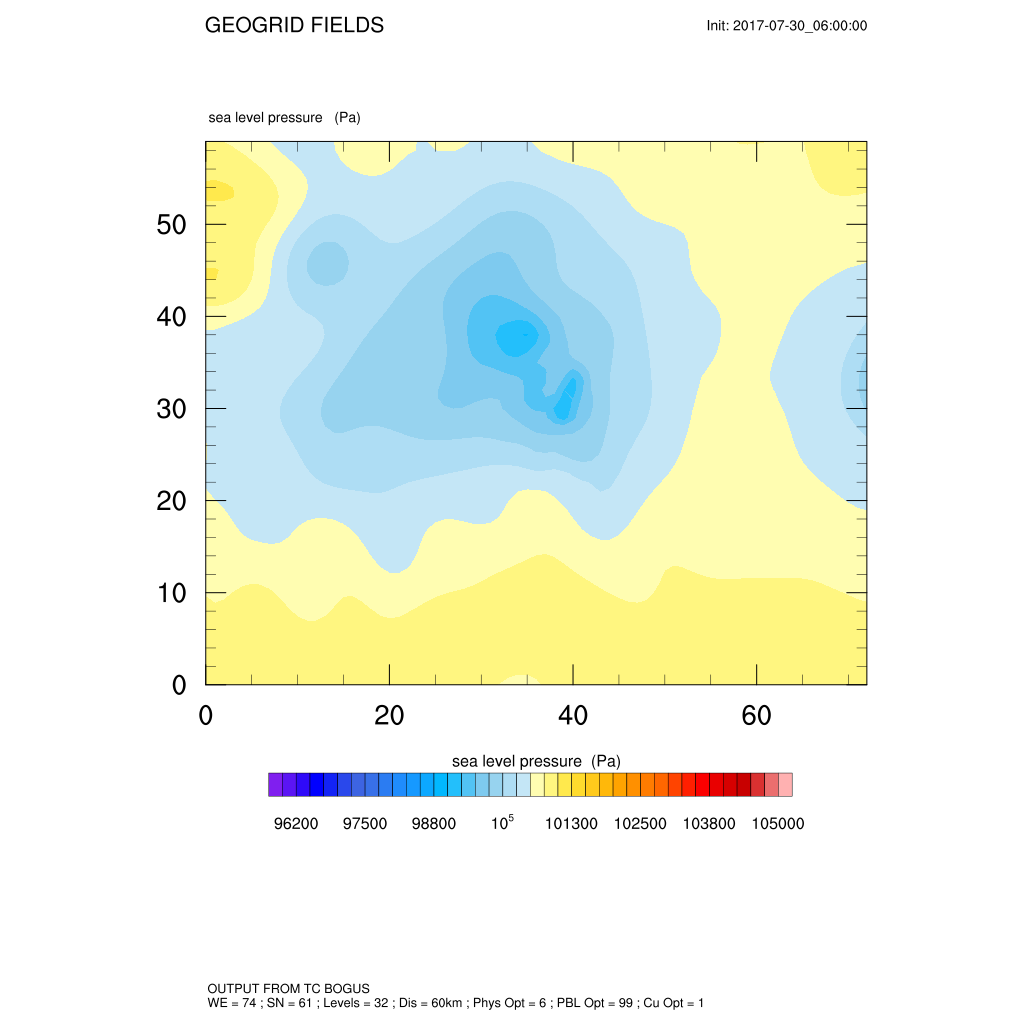 GEOGRID FIELDS
Init: 2017-07-30_06:00:00
sea level pressure (Pa)
50
40
30
20
10
0
0 20 40 60
sea level pressure (Pa)
96200 97500 98800 10⁵ 101300 102500 103800 105000
OUTPUT FROM TC BOGUS
WE = 74 ; SN = 61 ; Levels = 32 ; Dis = 60km ; Phys Opt = 6 ; PBL Opt = 99 ; Cu Opt = 1